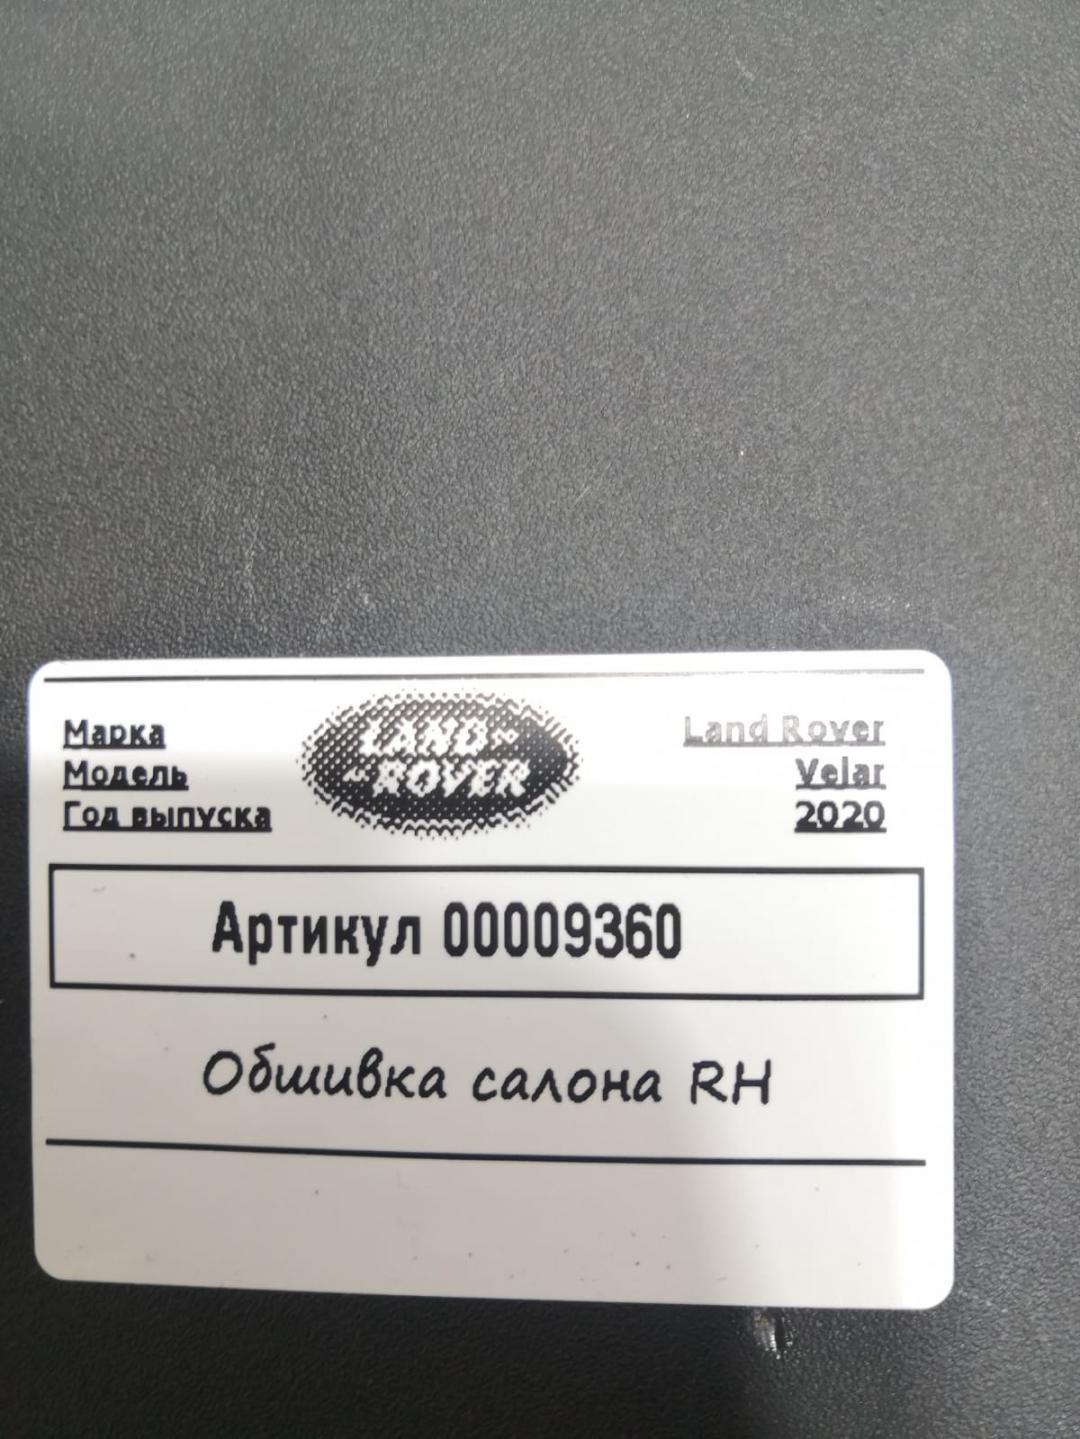 Марка LAND~ Land Rover
Модель ~ROVER Velar
Год выпуска 2020
Артикул 00009360
Обшивка салона RH